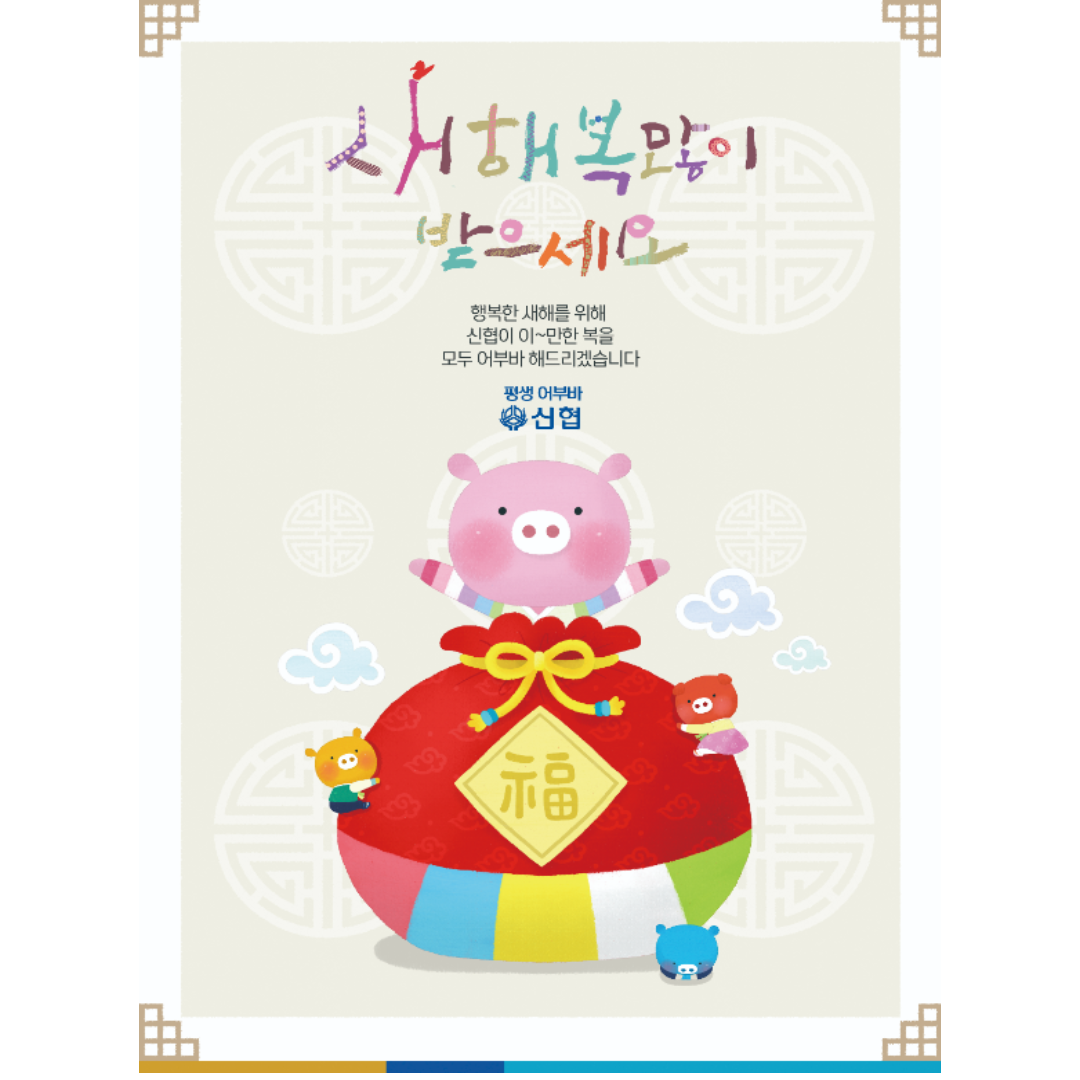 새해 복 많이
받으세요
행복한 새해를 위해
신협이 이~만한 복을
모두 어부바 해드리겠습니다
평생 어부바
신협
福